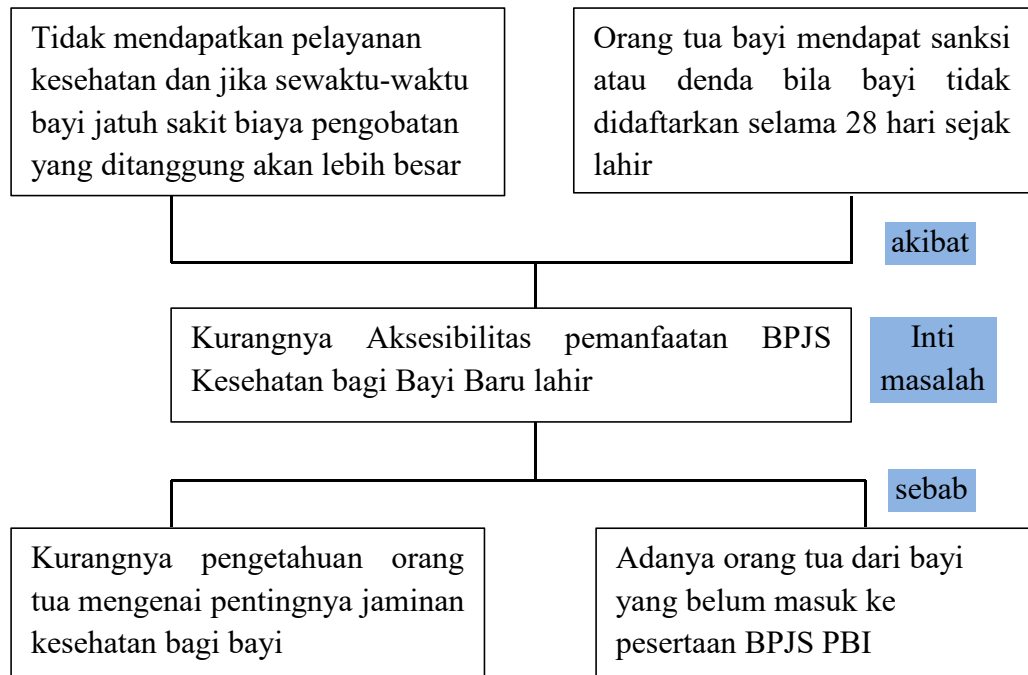 Tidak mendapatkan pelayanan
kesehatan dan jika sewaktu-waktu
bayi jatuh sakit biaya pengobatan
yang ditanggung akan lebih besar
Orang tua bayi mendapat sanksi
atau denda bila bayi tidak
didaftarkan selama 28 hari sejak
lahir
akibat
Kurangnya Aksesibilitas pemanfaatan BPJS
Kesehatan bagi Bayi Baru lahir
Inti
masalah
sebab
Kurangnya pengetahuan orang
tua mengenai pentingnya jaminan
kesehatan bagi bayi
Adanya orang tua dari bayi
yang belum masuk ke
pesertaan BPJS PBI